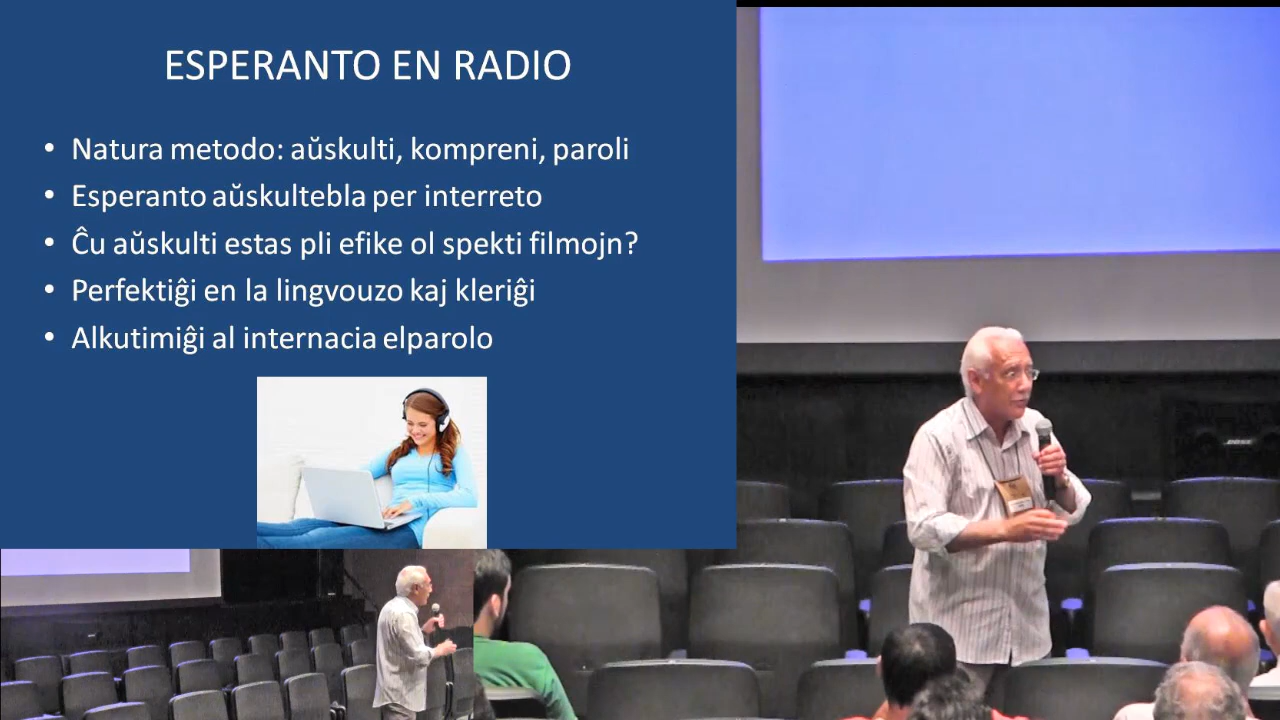 ESPERANTO EN RADIO
• Natura metodo: aŭskulti, kompreni, paroli
• Esperanto aŭskultebla per interreto
• Ĉu aŭskulti estas pli efike ol spekti filmojn?
• Perfektiĝi en la lingvouzo kaj kleriĝi
• Alkutimiĝi al internacia elparolo
BOSE